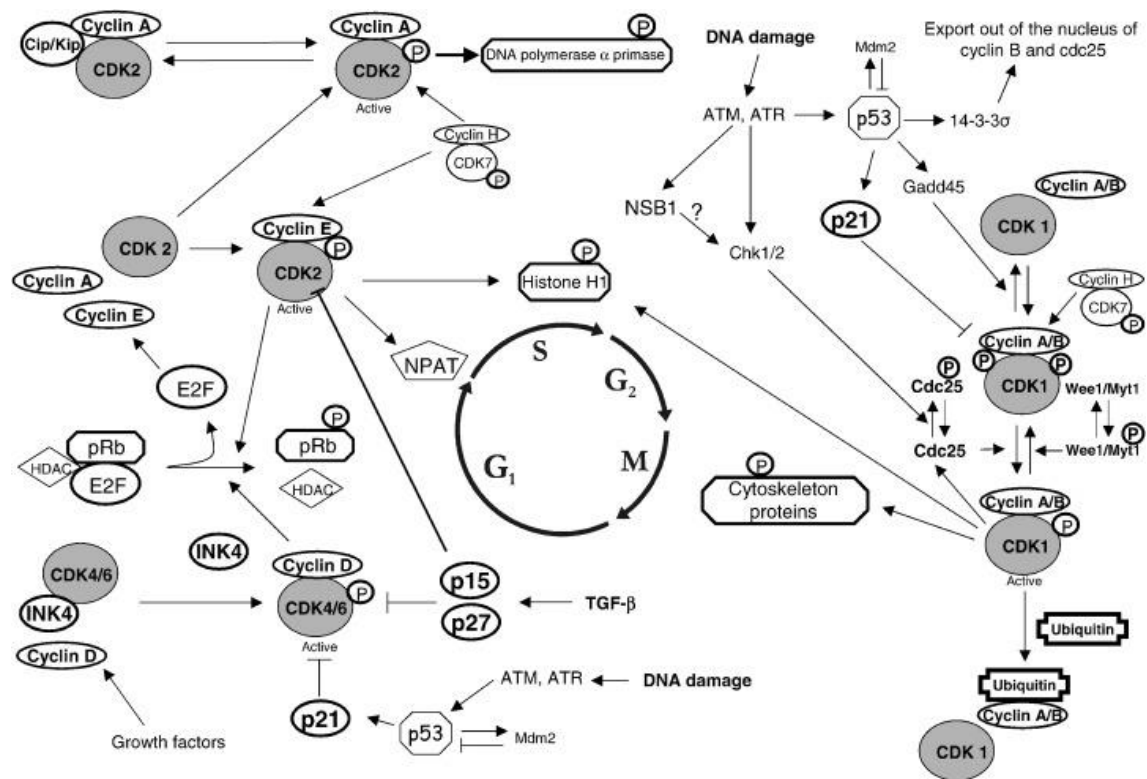 Cyclin A
Cip/Kip
CDK2
Cyclin A
P
CDK2
Active
P
DNA polymerase α primase
Cyclin H
CDK7
P
CDK 2
Cyclin A
Cyclin E
Cyclin E
P
CDK2
Active
E2F
NPAT
P
Histone H1
pRb
HDAC
E2F
P
pRb
HDAC
S
G2
M
G1
INK4
CDK4/6
INK4
Cyclin D
Growth factors
Cyclin D
P
CDK4/6
Active
p15
p27
TGF-β
p21
p53
Mdm2
ATM, ATR
DNA damage
DNA damage
ATM, ATR
NSB1
?
Chk1/2
Mdm2
p53
p21
14-3-3σ
Gadd45
Export out of the nucleus of
cyclin B and cdc25
Cyclin A/B
CDK 1
Cyclin H
CDK7
P
Cyclin A/B
P
P
CDK1
P
Cdc25
Cdc25
Wee1/Myt1
P
Wee1/Myt1
P
Cytoskeleton
proteins
Cyclin A/B
P
CDK1
Active
Ubiquitin
Ubiquitin
Cyclin A/B
CDK 1